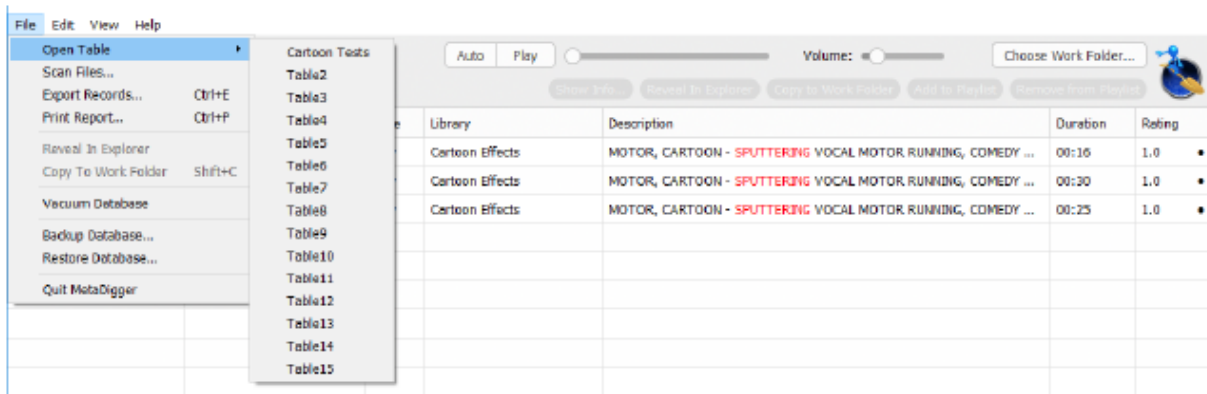 File Edit View Help
Open Table
Scan Files...
Export Records... Ctrl+E
Print Report... Ctrl+P
Reveal In Explorer
Copy To Work Folder Shift+C
Vacuum Database
Backup Database...
Restore Database...
Quit MetaDigger
Cartoon Tests
Table2
Table3
Table4
Table5
Table6
Table7
Table8
Table9
Table10
Table11
Table12
Table13
Table14
Table15
Auto Play Volume: Choose Work Folder...
Show Info... Reveal In Explorer Copy to Work Folder Add to Playlist Remove from Playlist
e Library Description Duration Rating
Cartoon Effects MOTOR, CARTOON - SPUTTERING VOCAL MOTOR RUNNING, COMEDY ... 00:16 1.0
Cartoon Effects MOTOR, CARTOON - SPUTTERING VOCAL MOTOR RUNNING, COMEDY ... 00:30 1.0
Cartoon Effects MOTOR, CARTOON - SPUTTERING VOCAL MOTOR RUNNING, COMEDY ... 00:25 1.0